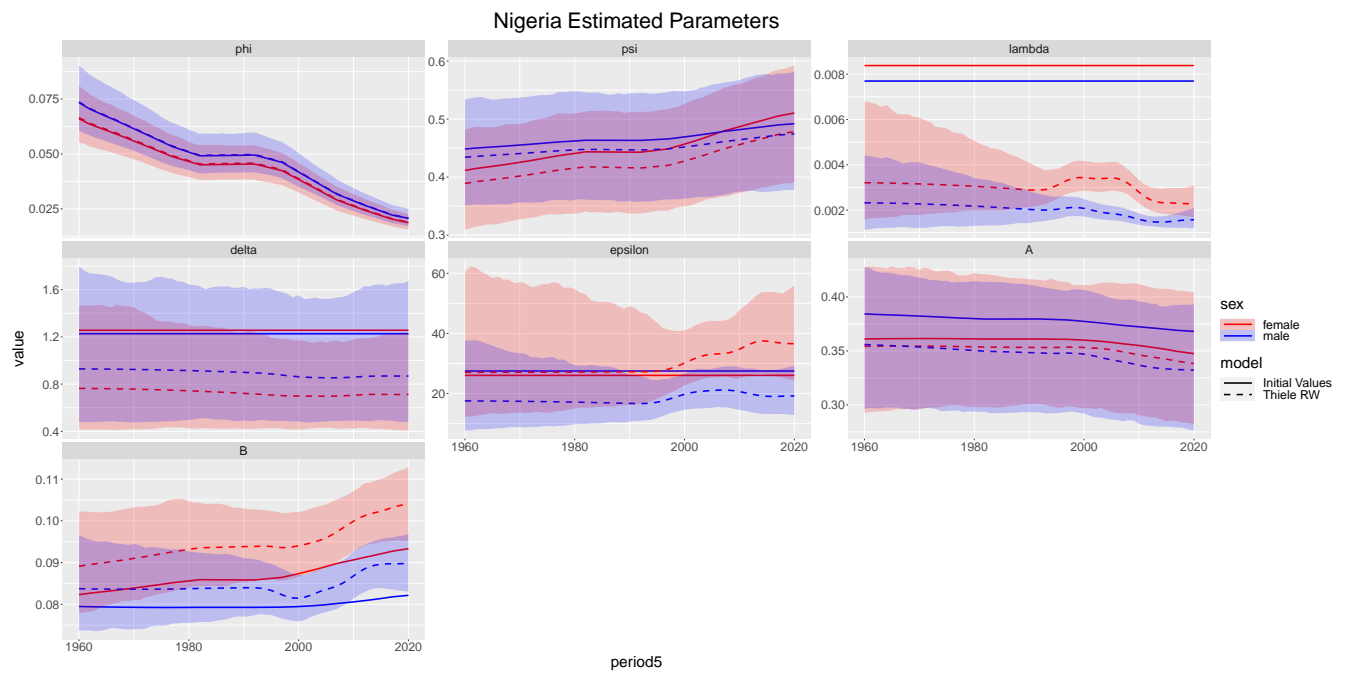 Nigeria Estimated Parameters
phi
psi
lambda
0.075
0.050
0.025
0.6
0.5
0.4
0.3
0.008
0.006
0.004
0.002
delta
epsilon
A
1.6
1.2
0.8
0.4
60
40
20
0.40
0.35
0.30
1960 1980 2000 2020
1960 1980 2000 2020
B
0.11
0.10
0.09
0.08
1960 1980 2000 2020
value
period5
sex
female
male
model
Initial Values
Thiele RW